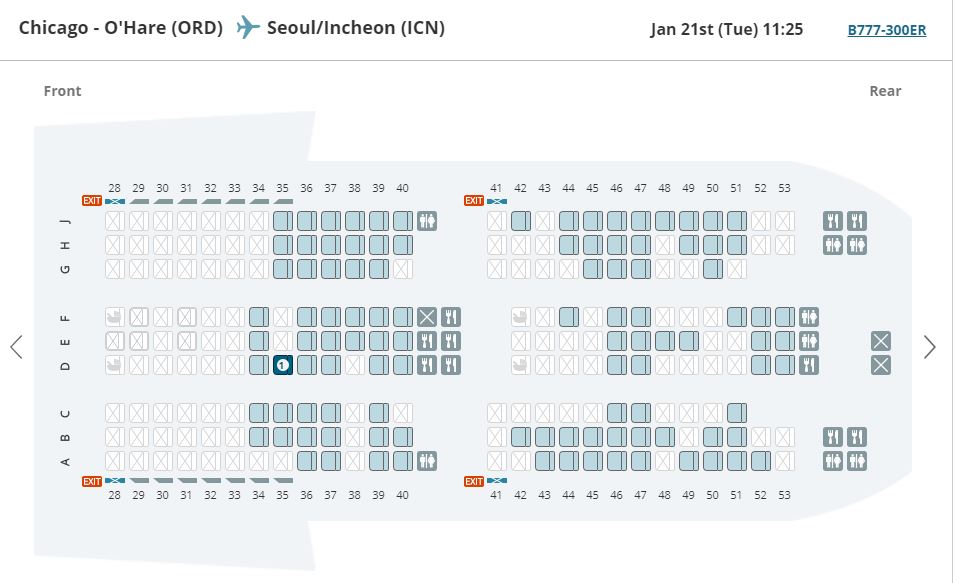 Chicago - O'Hare (ORD) Seoul/Incheon (ICN) Jan 21st (Tue) 11:25 B777-300ER
Front Rear
28 29 30 31 32 33 34 35 36 37 38 39 40 41 42 43 44 45 46 47 48 49 50 51 52 53
EXIT EXIT
J
H
G
F
E
D 1
C
B
A
EXIT EXIT
28 29 30 31 32 33 34 35 36 37 38 39 40 41 42 43 44 45 46 47 48 49 50 51 52 53